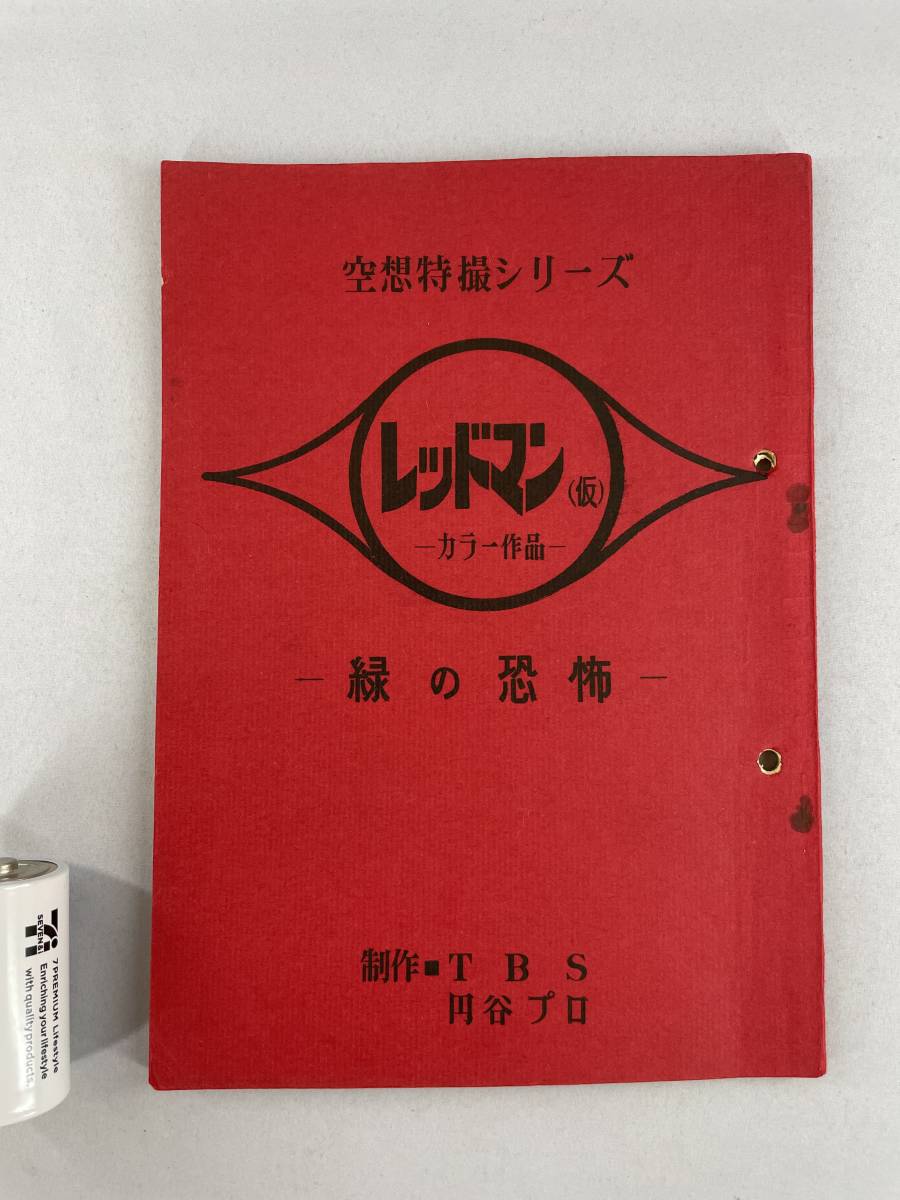 空想特撮シリーズ
レッドマン(仮)
―カラー作品―
― 緑の恐怖 ―
制作■TBS
円谷プロ
SEVEN&i
7 PREMIUM Lifestyle
Enriching your lifestyle
with quality products.